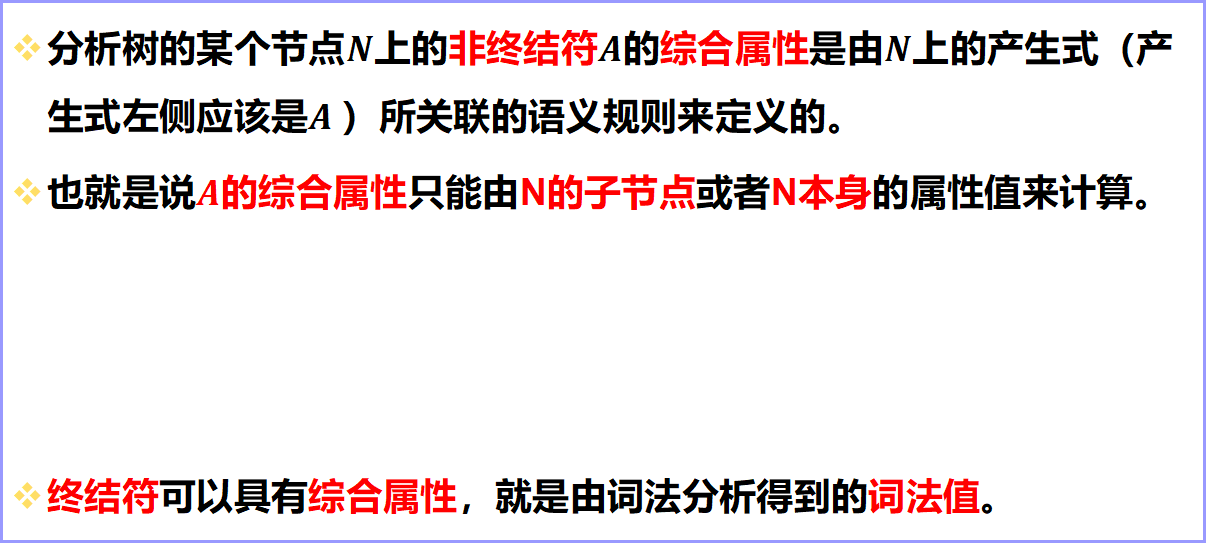 分析树的某个节点N上的非终结符A的综合属性是由N上的产生式（产
生式左侧应该是A ）所关联的语义规则来定义的。
也就是说A的综合属性只能由N的子节点或者N本身的属性值来计算。
终结符可以具有综合属性，就是由词法分析得到的词法值。